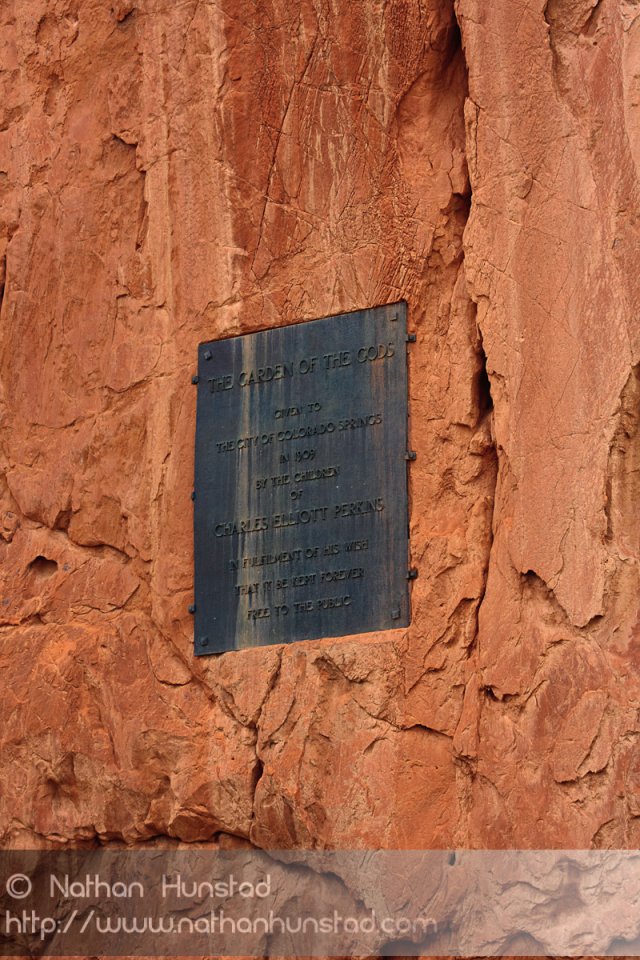 THE GARDEN OF THE GODS
GIVEN TO
THE CITY OF COLORADO SPRINGS
IN 1909
BY THE CHILDREN
OF
CHARLES ELLIOTT PERKINS
IN FULFILMENT OF HIS WISH
THAT IT BE KEPT FOREVER
FREE TO THE PUBLIC
© Nathan Hunstad
http://www.nathanhunstad.com/